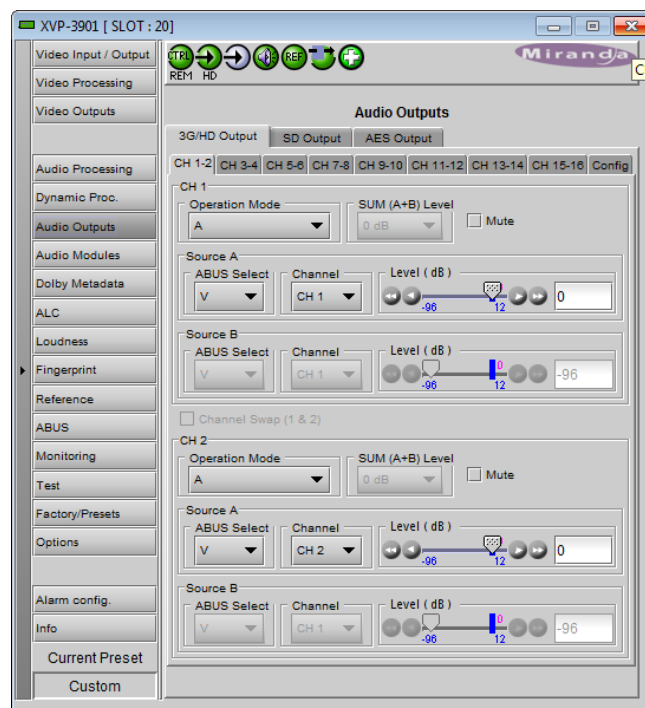 XVP-3901 [ SLOT : 20]
Video Input / Output
Video Processing
Video Outputs
Audio Processing
Dynamic Proc.
Audio Outputs
Audio Modules
Dolby Metadata
ALC
Loudness
Fingerprint
Reference
ABUS
Monitoring
Test
Factory/Presets
Options
Alarm config.
Info
Current Preset
Custom
CTRL
REF
REM HD
Miranda
C
Audio Outputs
3G/HD Output SD Output AES Output
CH 1-2 CH 3-4 CH 5-6 CH 7-8 CH 9-10 CH 11-12 CH 13-14 CH 15-16 Config
CH 1
Operation Mode SUM (A+B) Level
A 0 dB Mute
Source A
ABUS Select Channel Level ( dB )
V CH 1 0
-96 12
Source B
ABUS Select Channel Level ( dB )
V CH 1 0 -96
-96 12
Channel Swap (1 & 2)
CH 2
Operation Mode SUM (A+B) Level
A 0 dB Mute
Source A
ABUS Select Channel Level ( dB )
V CH 2 0
-96 12
Source B
ABUS Select Channel Level ( dB )
V CH 1 0 -96
-96 12